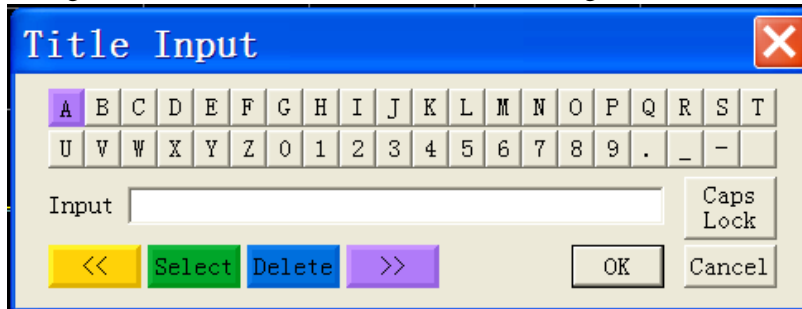 Title Input
A B C D E F G H I J K L M N O P Q R S T
U V W X Y Z 0 1 2 3 4 5 6 7 8 9 . _ -
Input
Caps
Lock
<< Select Delete >> OK Cancel